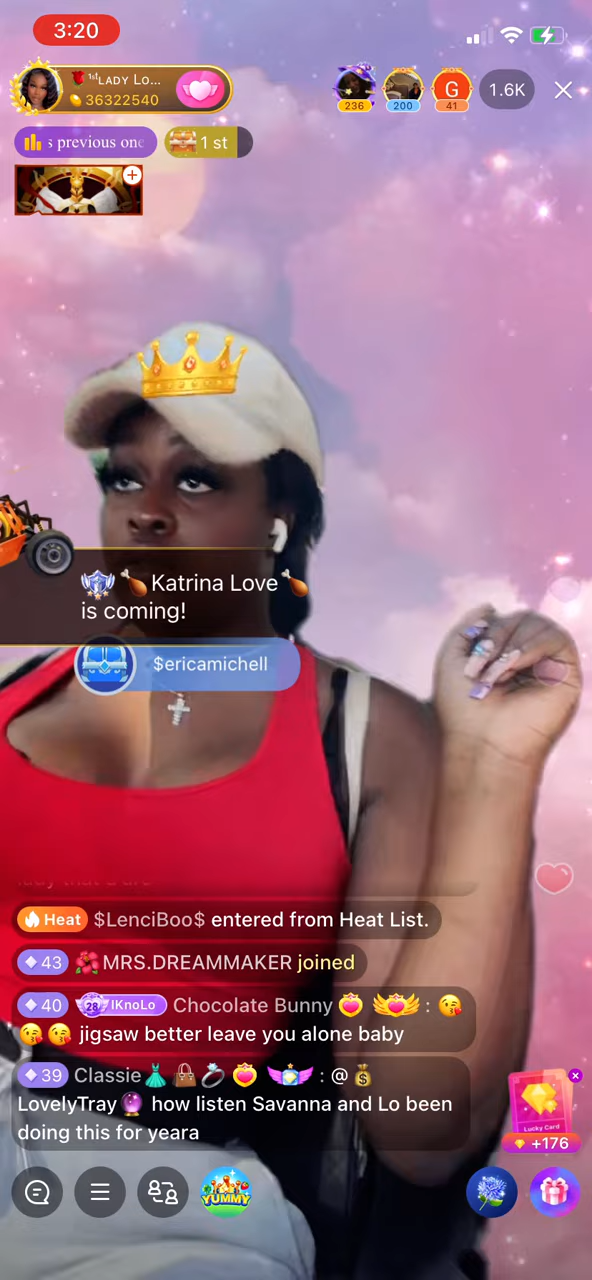 3:20
🌹¹ˢᵗLADY Lo...
36322540
236
200
G
41
1.6K
s previous one
1 st
Katrina Love
is coming!
$ericamichell
Heat $LenciBoo$ entered from Heat List.
43 🌺MRS.DREAMMAKER joined
40 28 IKnoLo Chocolate Bunny : 😘
😘😘 jigsaw better leave you alone baby
39 Classie👗👜💍 : @💰
LovelyTray🔮 how listen Savanna and Lo been
doing this for yeara
Lucky Card
+176
YUMMY